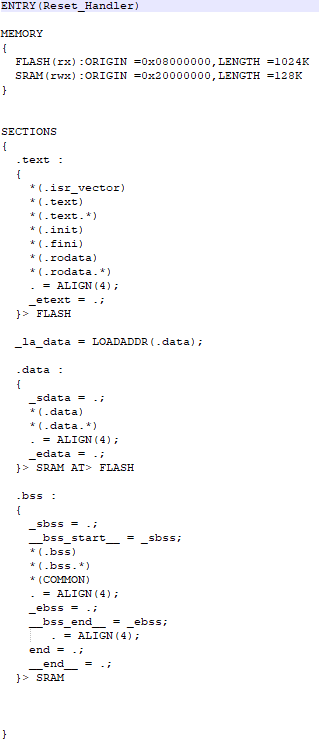 ENTRY(Reset_Handler)
MEMORY
{
FLASH(rx):ORIGIN =0x08000000,LENGTH =1024K
SRAM(rwx):ORIGIN =0x20000000,LENGTH =128K
}
SECTIONS
{
.text :
{
*(.isr_vector)
*(.text)
*(.text.*)
*(.init)
*(.fini)
*(.rodata)
*(.rodata.*)
. = ALIGN(4);
_etext = .;
}> FLASH
_la_data = LOADADDR(.data);
.data :
{
_sdata = .;
*(.data)
*(.data.*)
. = ALIGN(4);
_edata = .;
}> SRAM AT> FLASH
.bss :
{
_sbss = .;
__bss_start__ = _sbss;
*(.bss)
*(.bss.*)
*(COMMON)
. = ALIGN(4);
_ebss = .;
__bss_end__ = _ebss;
. = ALIGN(4);
end = .;
__end__ = .;
}> SRAM
}